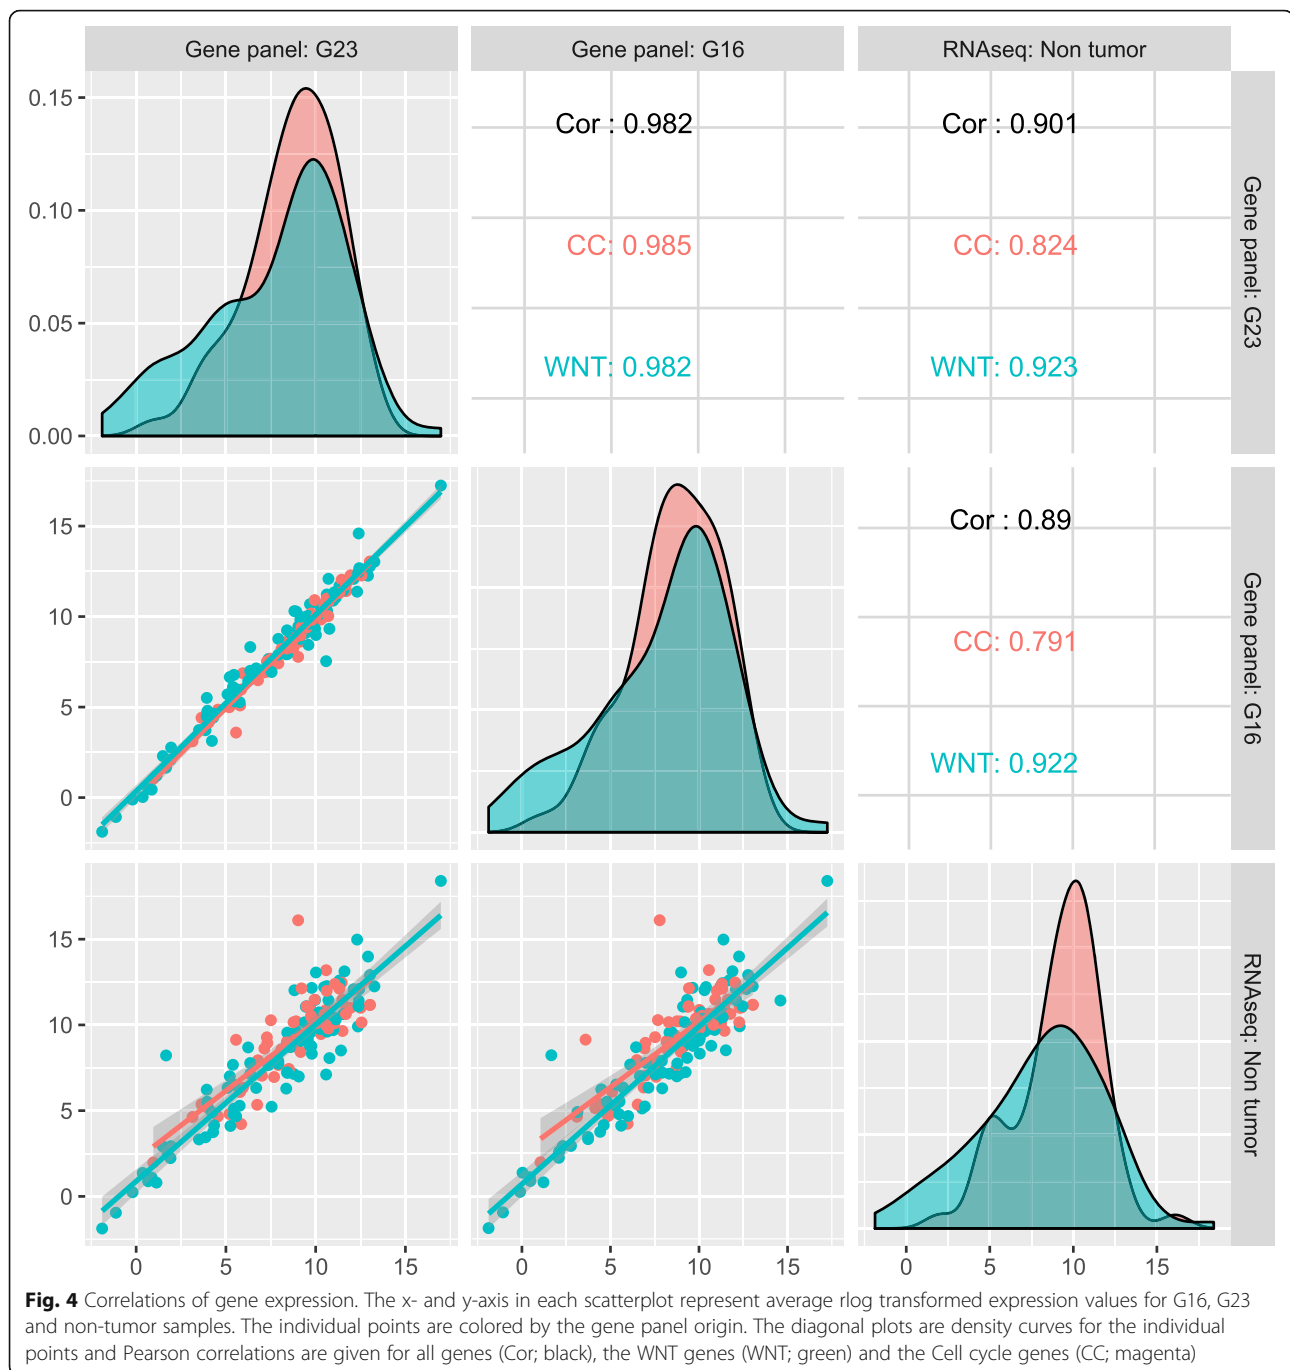 Gene panel: G23
Gene panel: G16
RNAseq: Non tumor
0.15
0.10
0.05
0.00
Cor : 0.982
CC: 0.985
WNT: 0.982
Cor : 0.901
CC: 0.824
WNT: 0.923
Gene panel: G23
15
10
5
0
Cor : 0.89
CC: 0.791
WNT: 0.922
Gene panel: G16
15
10
5
0
RNAseq: Non tumor
0 5 10 15
0 5 10 15
0 5 10 15
Fig. 4 Correlations of gene expression. The x- and y-axis in each scatterplot represent average rlog transformed expression values for G16, G23
and non-tumor samples. The individual points are colored by the gene panel origin. The diagonal plots are density curves for the individual
points and Pearson correlations are given for all genes (Cor; black), the WNT genes (WNT; green) and the Cell cycle genes (CC; magenta)